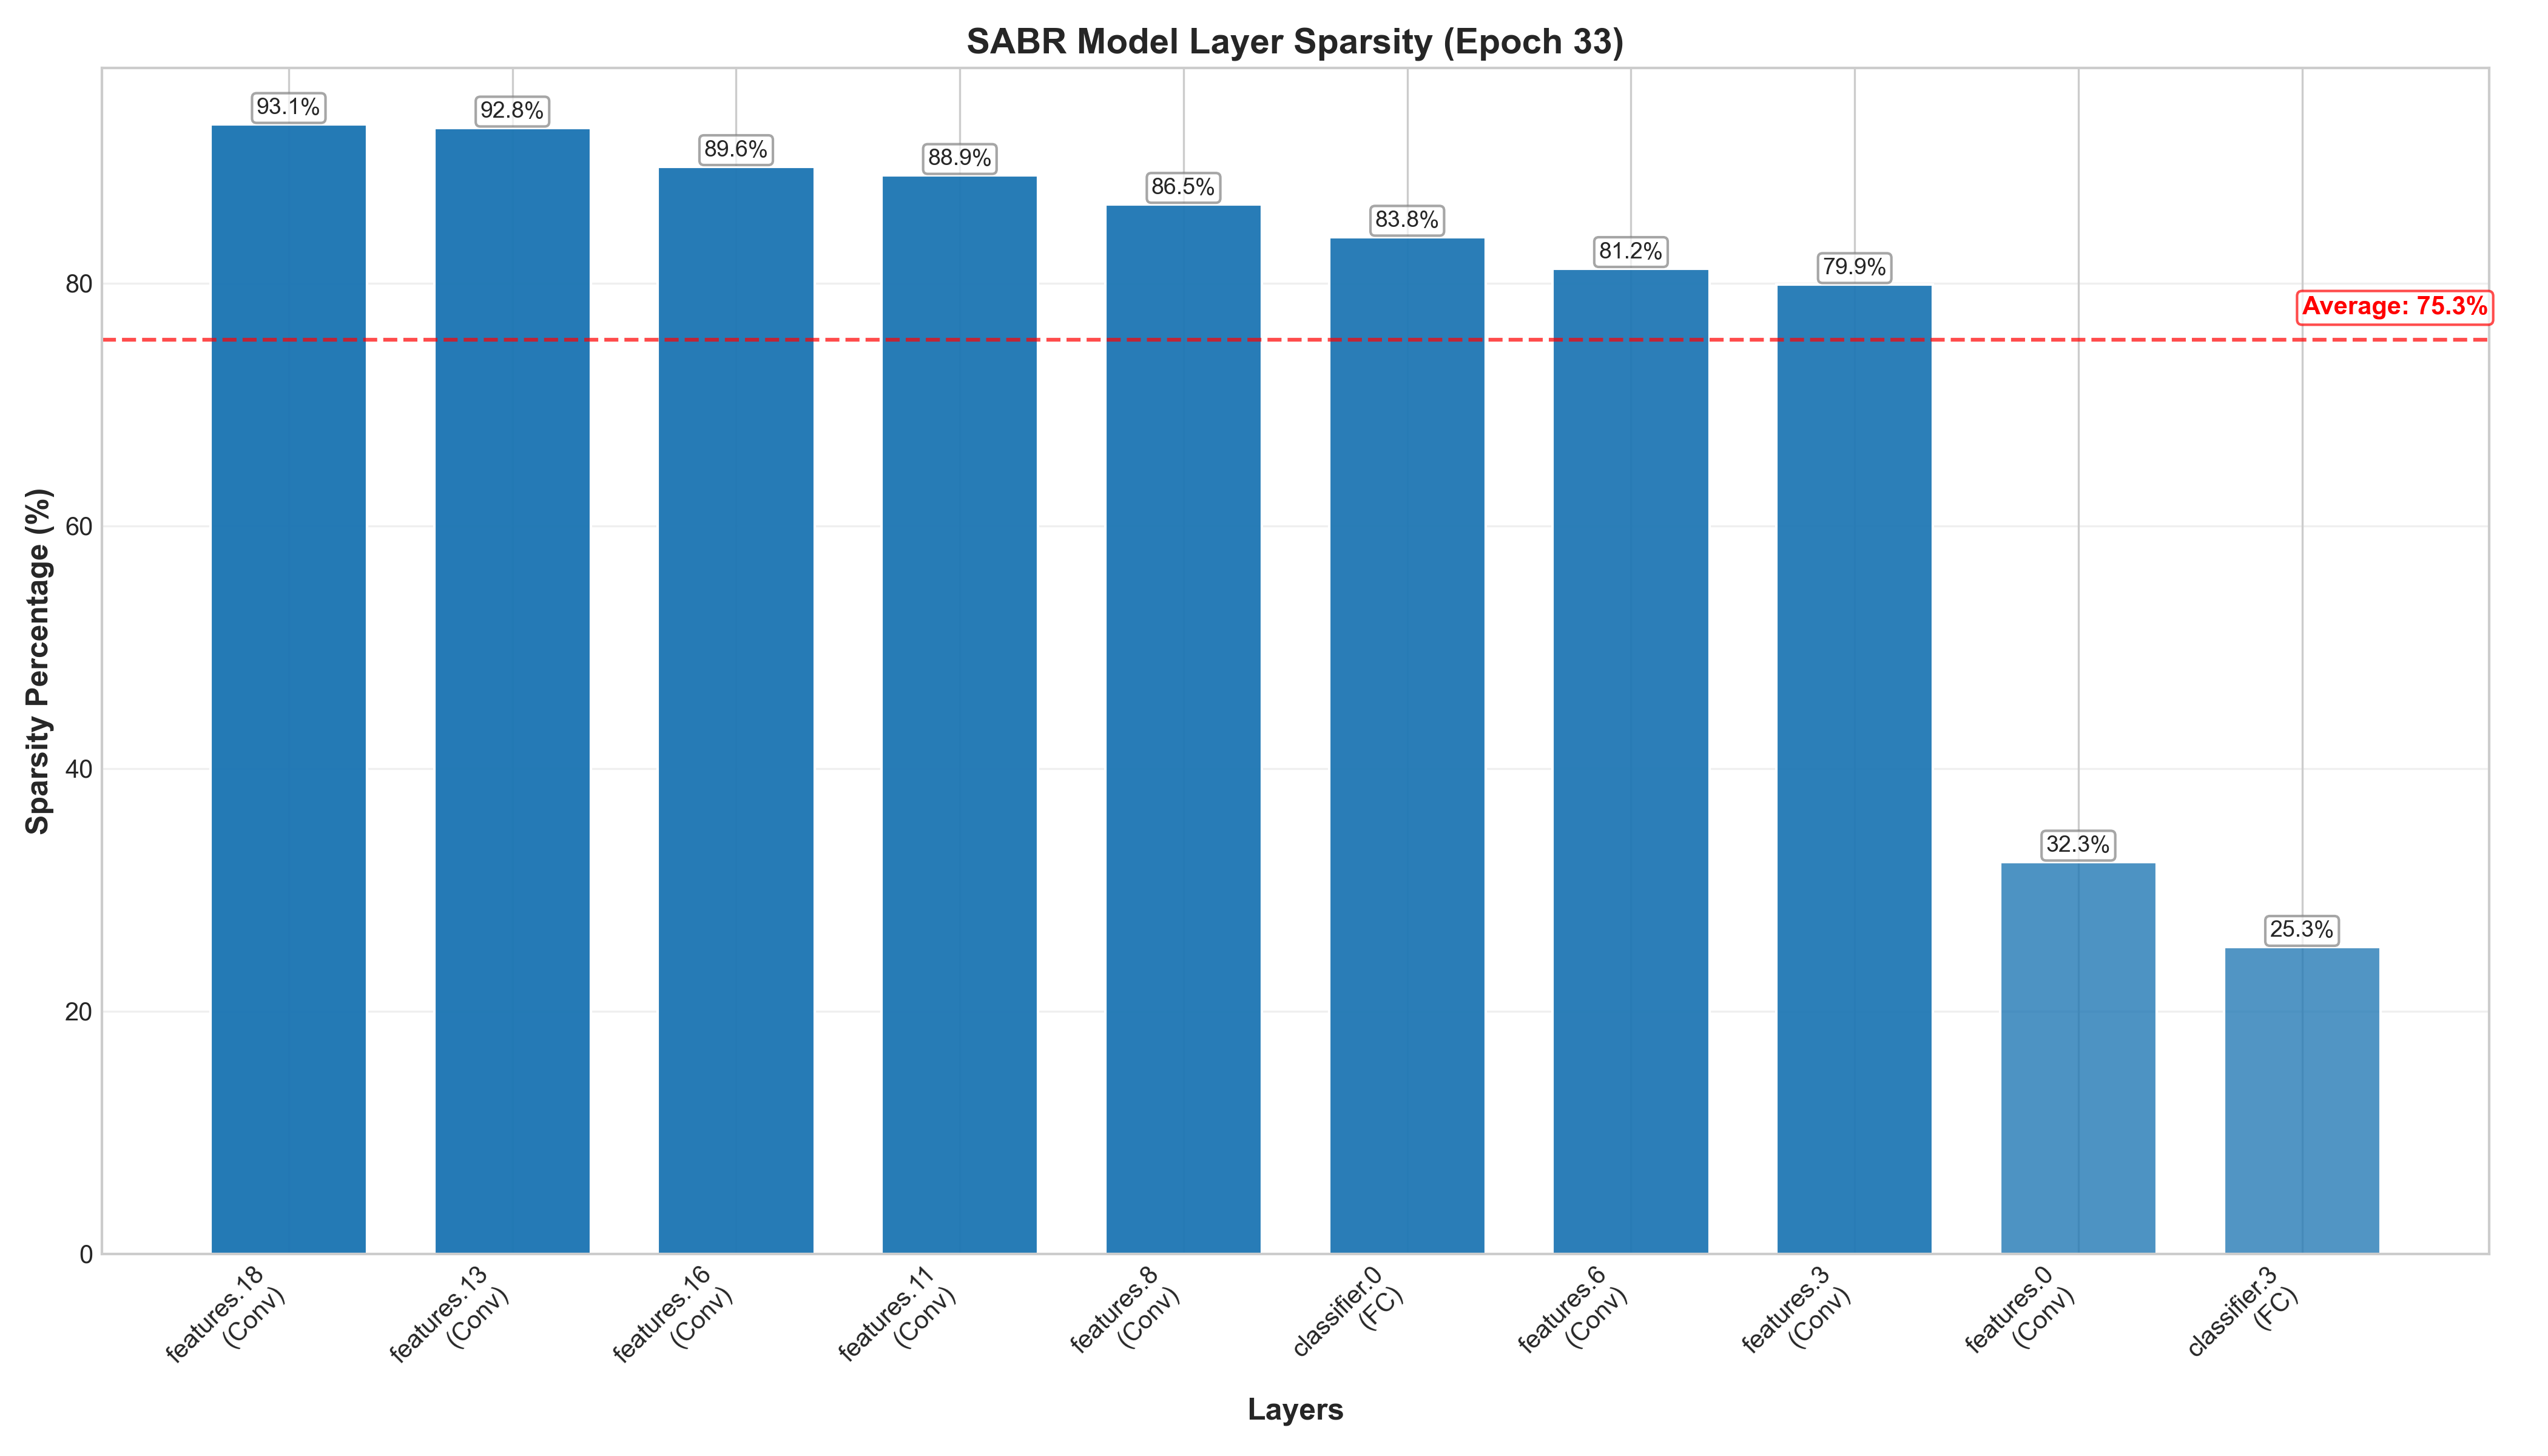 SABR Model Layer Sparsity (Epoch 33)
93.1%
92.8%
89.6%
88.9%
86.5%
83.8%
81.2%
79.9%
32.3%
25.3%
Average: 75.3%
Sparsity Percentage (%)
80
60
40
20
0
features.18
(Conv)
features.13
(Conv)
features.16
(Conv)
features.11
(Conv)
features.8
(Conv)
classifier.0
(FC)
features.6
(Conv)
features.3
(Conv)
features.0
(Conv)
classifier.3
(FC)
Layers